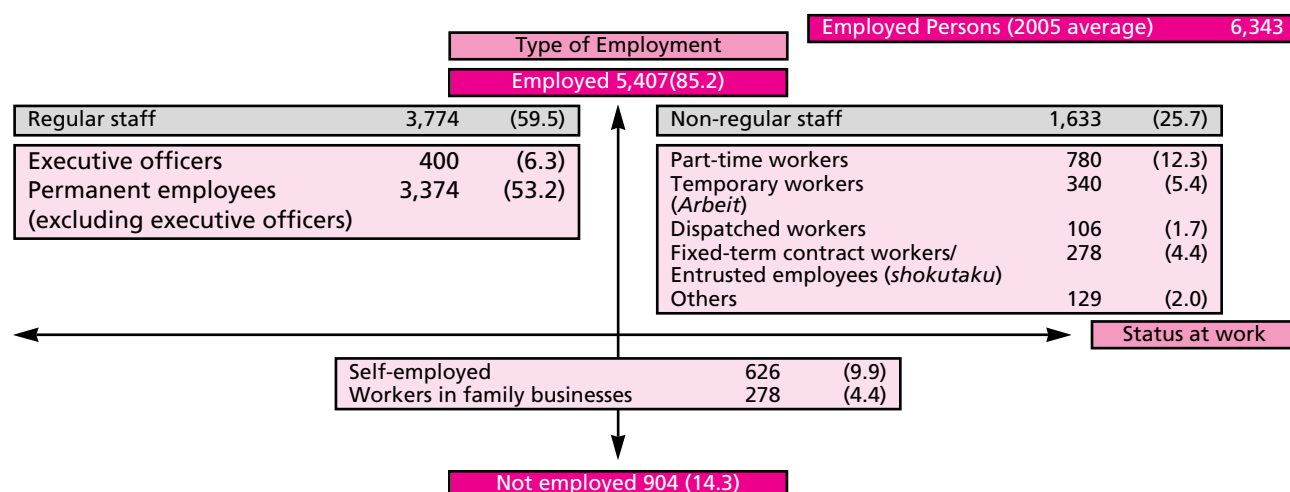 Employed Persons (2005 average) 6,343
Type of Employment
Employed 5,407(85.2)
Regular staff 3,774 (59.5)
Executive officers 400 (6.3)
Permanent employees 3,374 (53.2)
(excluding executive officers)
Non-regular staff 1,633 (25.7)
Part-time workers 780 (12.3)
Temporary workers 340 (5.4)
(Arbeit)
Dispatched workers 106 (1.7)
Fixed-term contract workers/ 278 (4.4)
Entrusted employees (shokutaku)
Others 129 (2.0)
Status at work
Self-employed 626 (9.9)
Workers in family businesses 278 (4.4)
Not employed 904 (14.3)